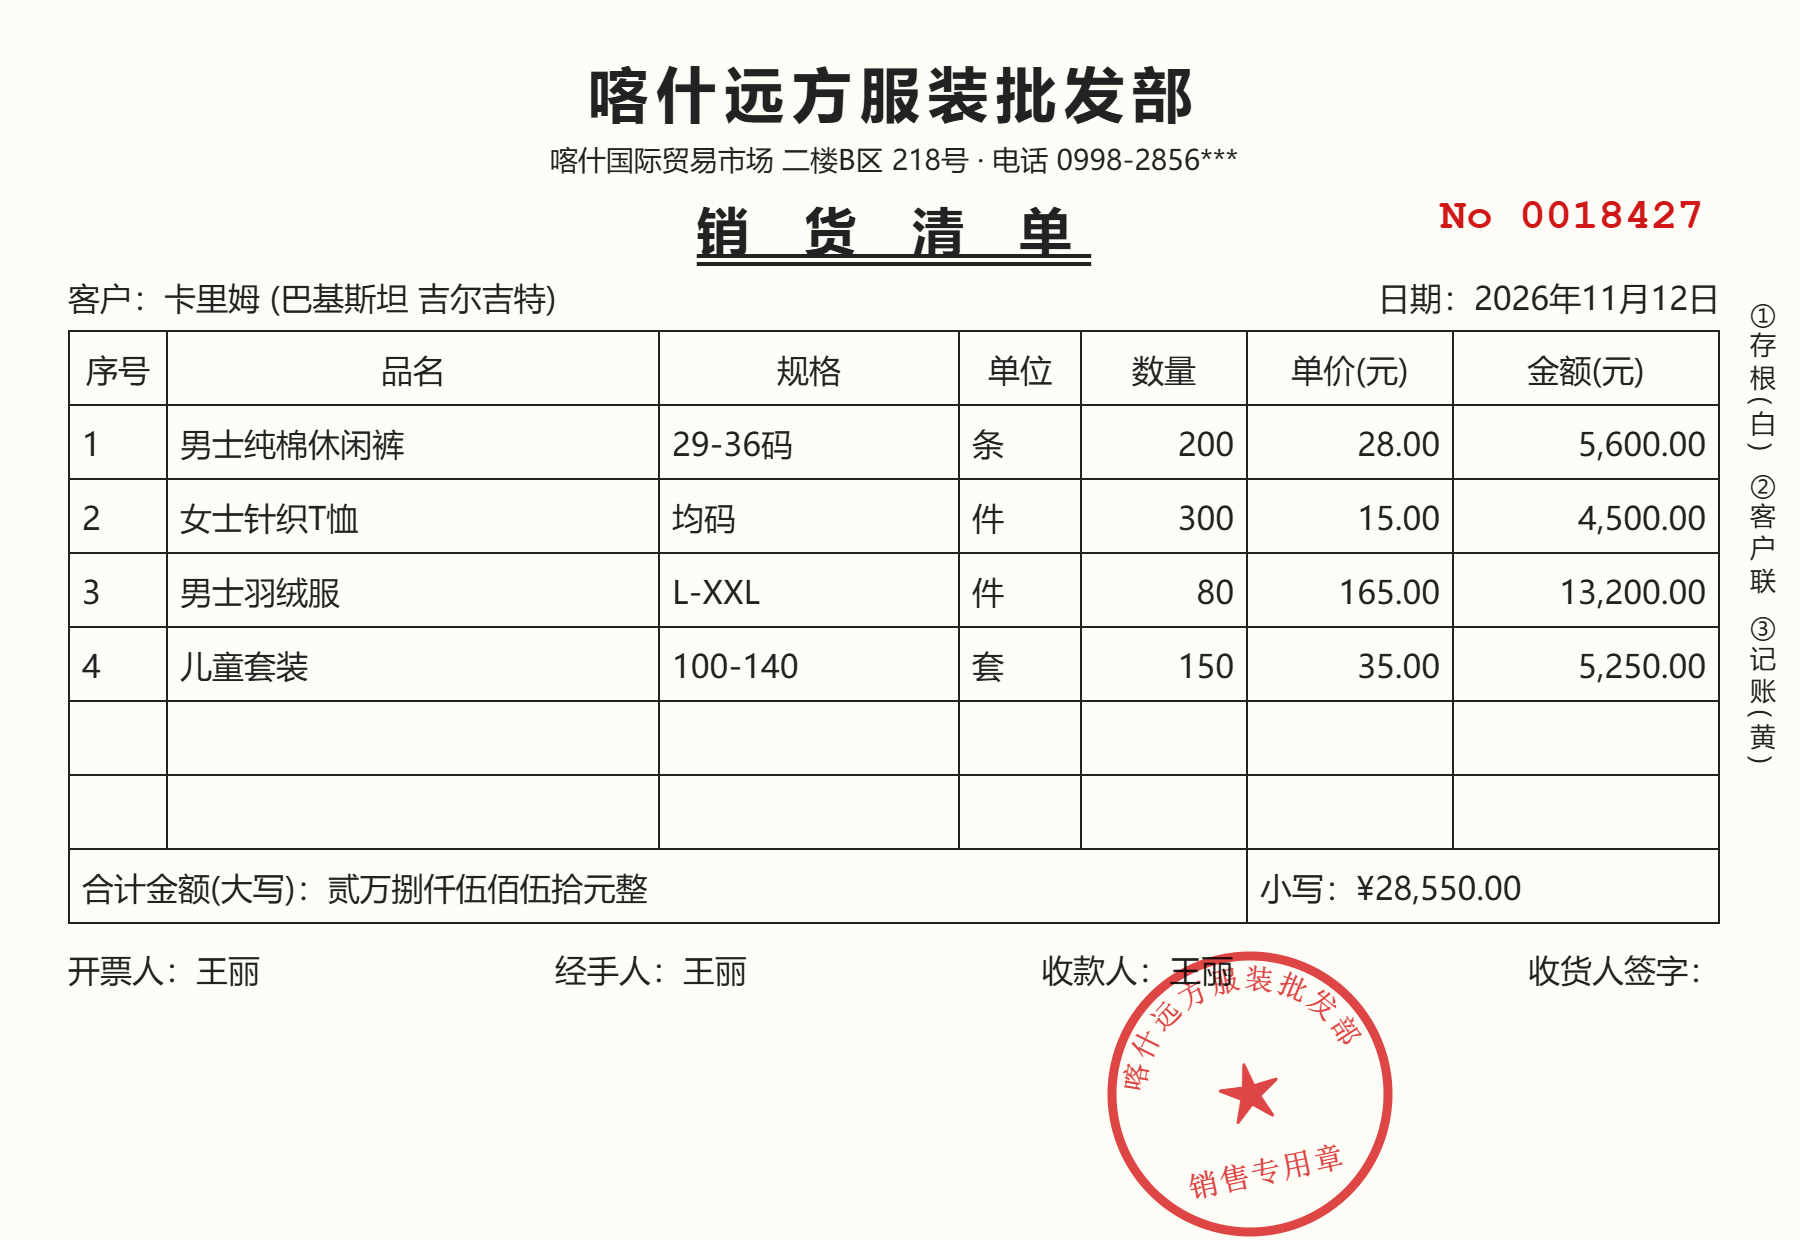 喀什远方服装批发部
喀什国际贸易市场 二楼B区 218号 · 电话 0998-2856***
销 货 清 单
No 0018427
客户：卡里姆 (巴基斯坦 吉尔吉特)
日期：2026年11月12日
序号 品名 规格 单位 数量 单价(元) 金额(元)
1 男士纯棉休闲裤 29-36码 条 200 28.00 5,600.00
2 女士针织T恤 均码 件 300 15.00 4,500.00
3 男士羽绒服 L-XXL 件 80 165.00 13,200.00
4 儿童套装 100-140 套 150 35.00 5,250.00
合计金额(大写)：贰万捌仟伍佰伍拾元整 小写：¥28,550.00
开票人：王丽 经手人：王丽 收款人：王丽 收货人签字：
喀什远方服装批发部
销售专用章
①存根(白) ②客户联 ③记账(黄)